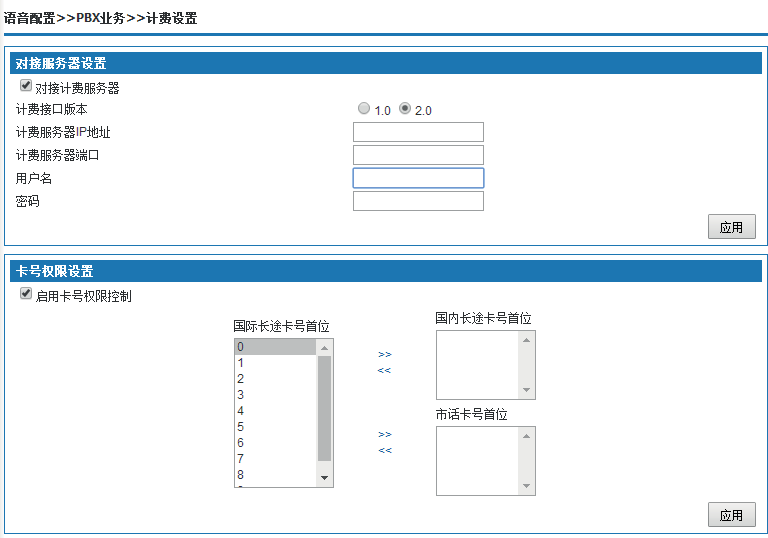 语音配置>>PBX业务>>计费设置
对接服务器设置
对接计费服务器
计费接口版本 1.0 2.0
计费服务器IP地址
计费服务器端口
用户名
密码
应用
卡号权限设置
启用卡号权限控制
国际长途卡号首位
0
1
2
3
4
5
6
7
8
>>
<<
>>
<<
国内长途卡号首位
市话卡号首位
应用